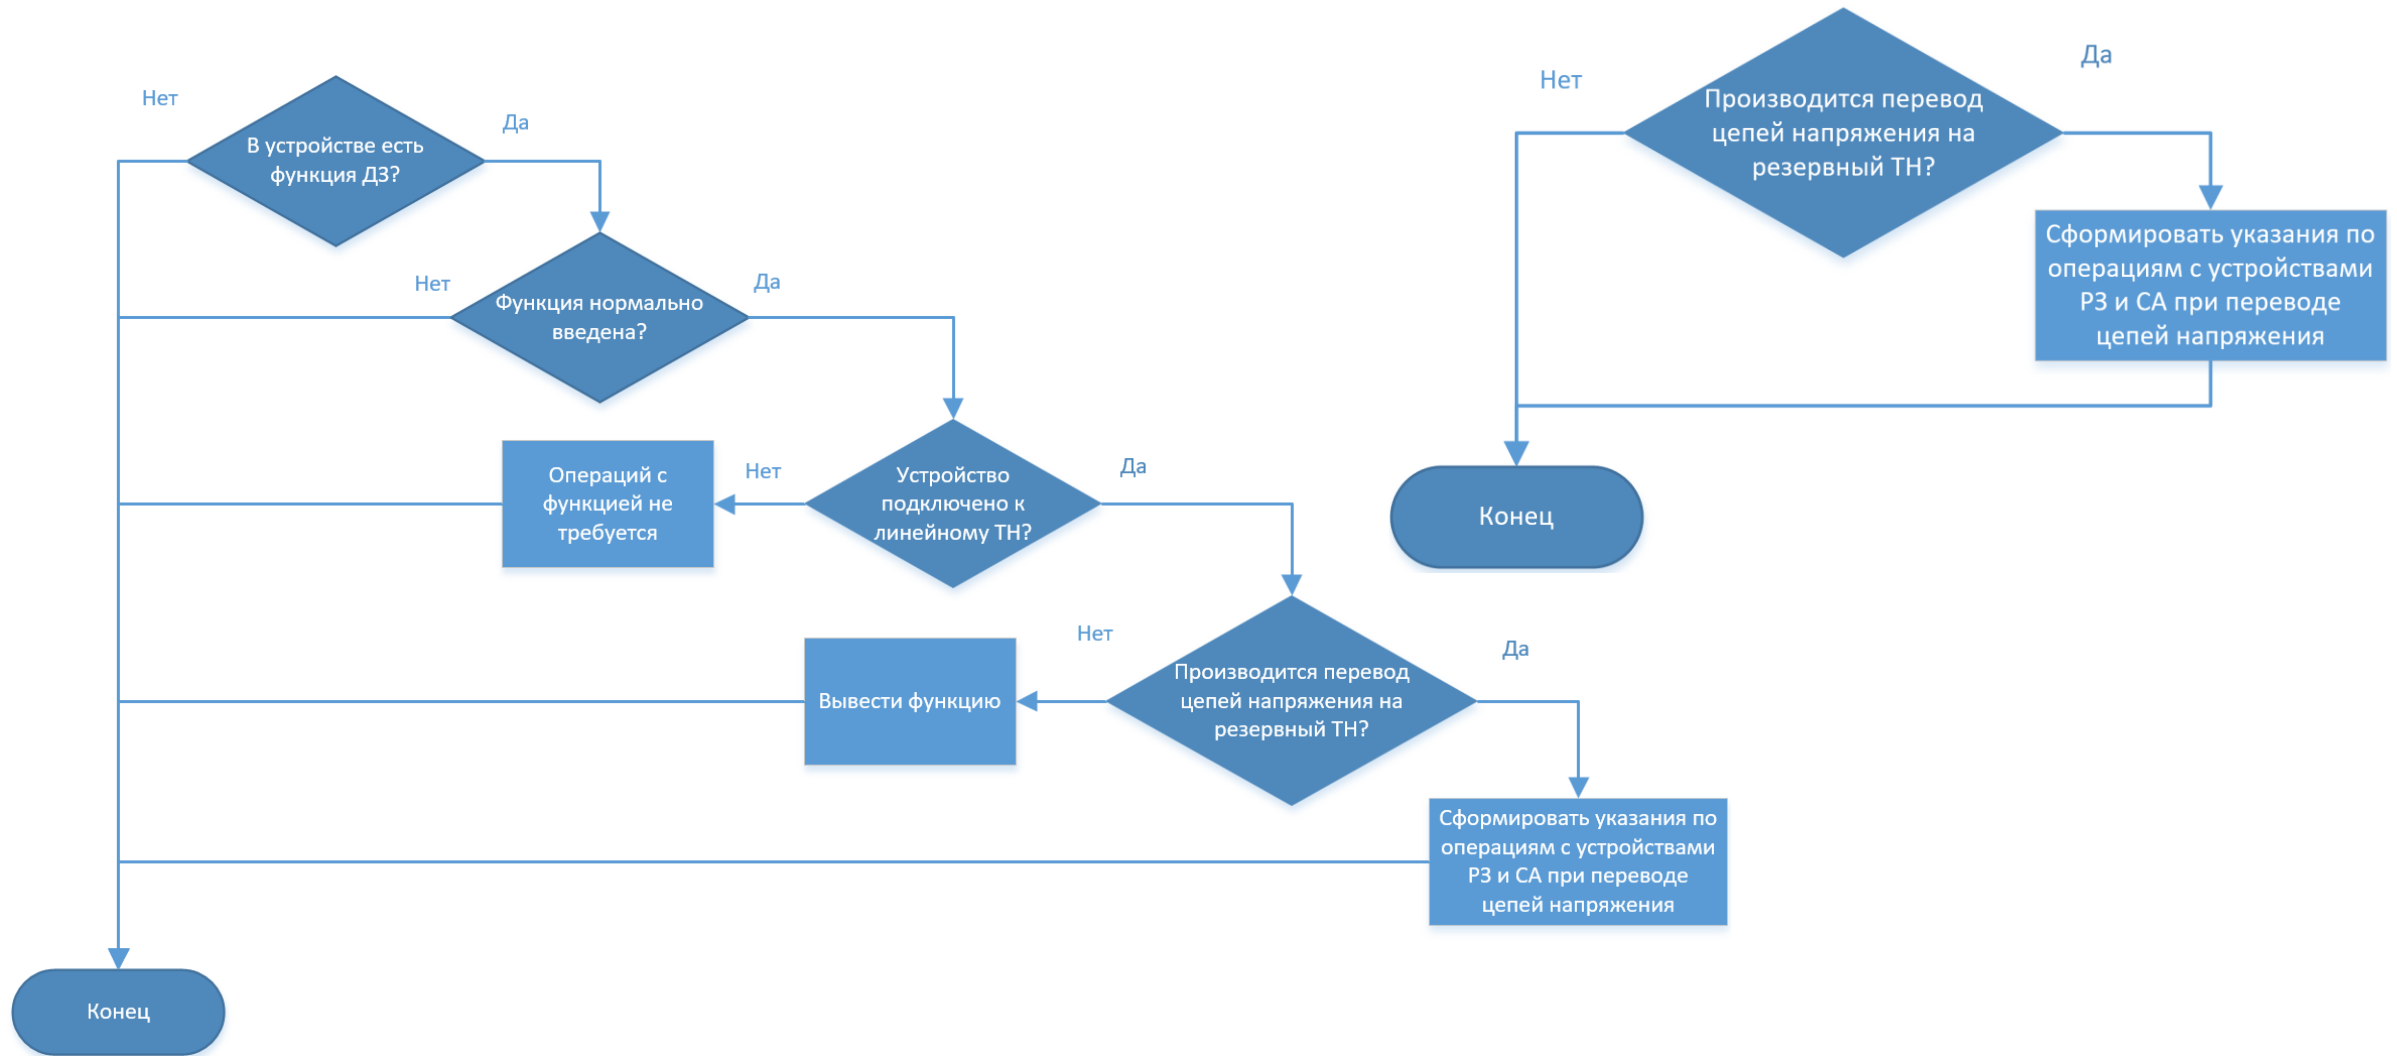 Нет
Да
В устройстве есть
функция ДЗ?
Нет
Да
Функция нормально
введена?
Операций с
функцией не
требуется
Нет
Да
Устройство
подключено к
линейному ТН?
Нет
Да
Вывести функцию
Производится перевод
цепей напряжения на
резервный ТН?
Сформировать указания по
операциям с устройствами
РЗ и СА при переводе
цепей напряжения
Конец
Нет
Да
Производится перевод
цепей напряжения на
резервный ТН?
Сформировать указания по
операциям с устройствами
РЗ и СА при переводе
цепей напряжения
Конец